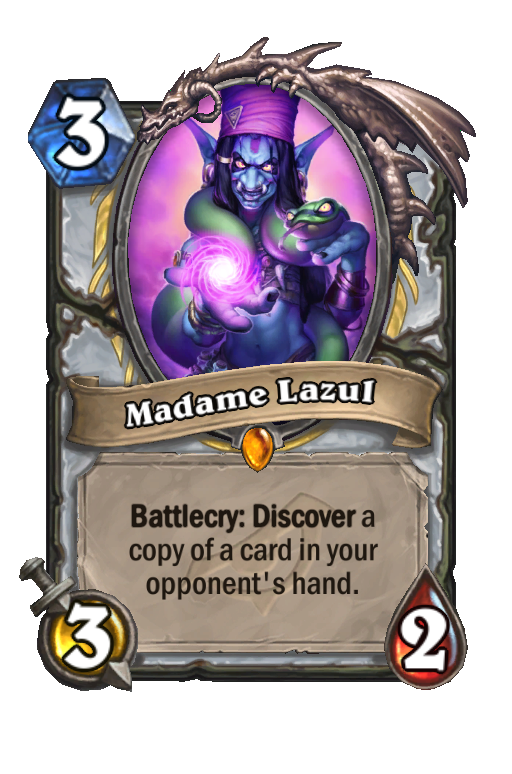 3
Madame Lazul
Battlecry: Discover a
copy of a card in your
opponent's hand.
3
2